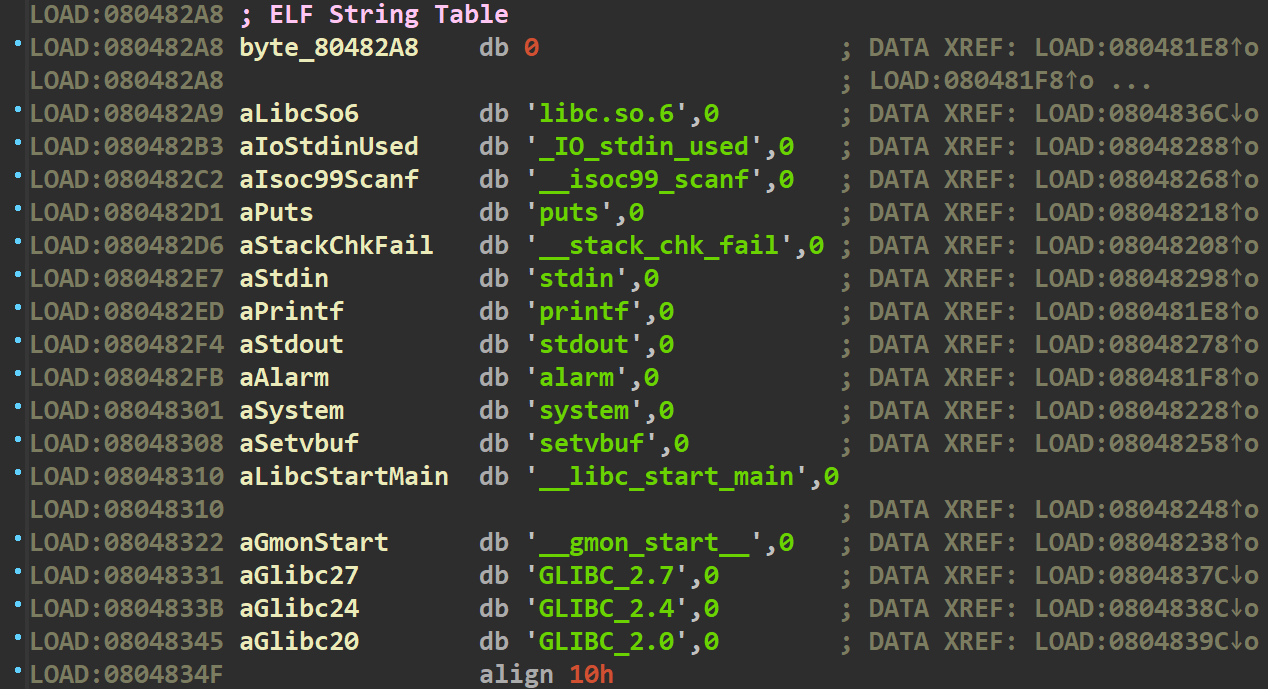 LOAD:080482A8 ; ELF String Table
LOAD:080482A8 byte_80482A8    db 0                    ; DATA XREF: LOAD:080481E8↑o
LOAD:080482A8                                         ; LOAD:080481F8↑o ...
LOAD:080482A9 aLibcSo6        db 'libc.so.6',0        ; DATA XREF: LOAD:0804836C↓o
LOAD:080482B3 aIoStdinUsed    db '_IO_stdin_used',0   ; DATA XREF: LOAD:08048288↑o
LOAD:080482C2 aIsoc99Scanf    db '__isoc99_scanf',0   ; DATA XREF: LOAD:08048268↑o
LOAD:080482D1 aPuts           db 'puts',0             ; DATA XREF: LOAD:08048218↑o
LOAD:080482D6 aStackChkFail   db '__stack_chk_fail',0 ; DATA XREF: LOAD:08048208↑o
LOAD:080482E7 aStdin          db 'stdin',0            ; DATA XREF: LOAD:08048298↑o
LOAD:080482ED aPrintf         db 'printf',0           ; DATA XREF: LOAD:080481E8↑o
LOAD:080482F4 aStdout         db 'stdout',0           ; DATA XREF: LOAD:08048278↑o
LOAD:080482FB aAlarm          db 'alarm',0            ; DATA XREF: LOAD:080481F8↑o
LOAD:08048301 aSystem         db 'system',0           ; DATA XREF: LOAD:08048228↑o
LOAD:08048308 aSetvbuf        db 'setvbuf',0          ; DATA XREF: LOAD:08048258↑o
LOAD:08048310 aLibcStartMain  db '__libc_start_main',0
LOAD:08048310                                         ; DATA XREF: LOAD:08048248↑o
LOAD:08048322 aGmonStart      db '__gmon_start__',0   ; DATA XREF: LOAD:08048238↑o
LOAD:08048331 aGlibc27        db 'GLIBC_2.7',0        ; DATA XREF: LOAD:0804837C↓o
LOAD:0804833B aGlibc24        db 'GLIBC_2.4',0        ; DATA XREF: LOAD:0804838C↓o
LOAD:08048345 aGlibc20        db 'GLIBC_2.0',0        ; DATA XREF: LOAD:0804839C↓o
LOAD:0804834F                 align 10h